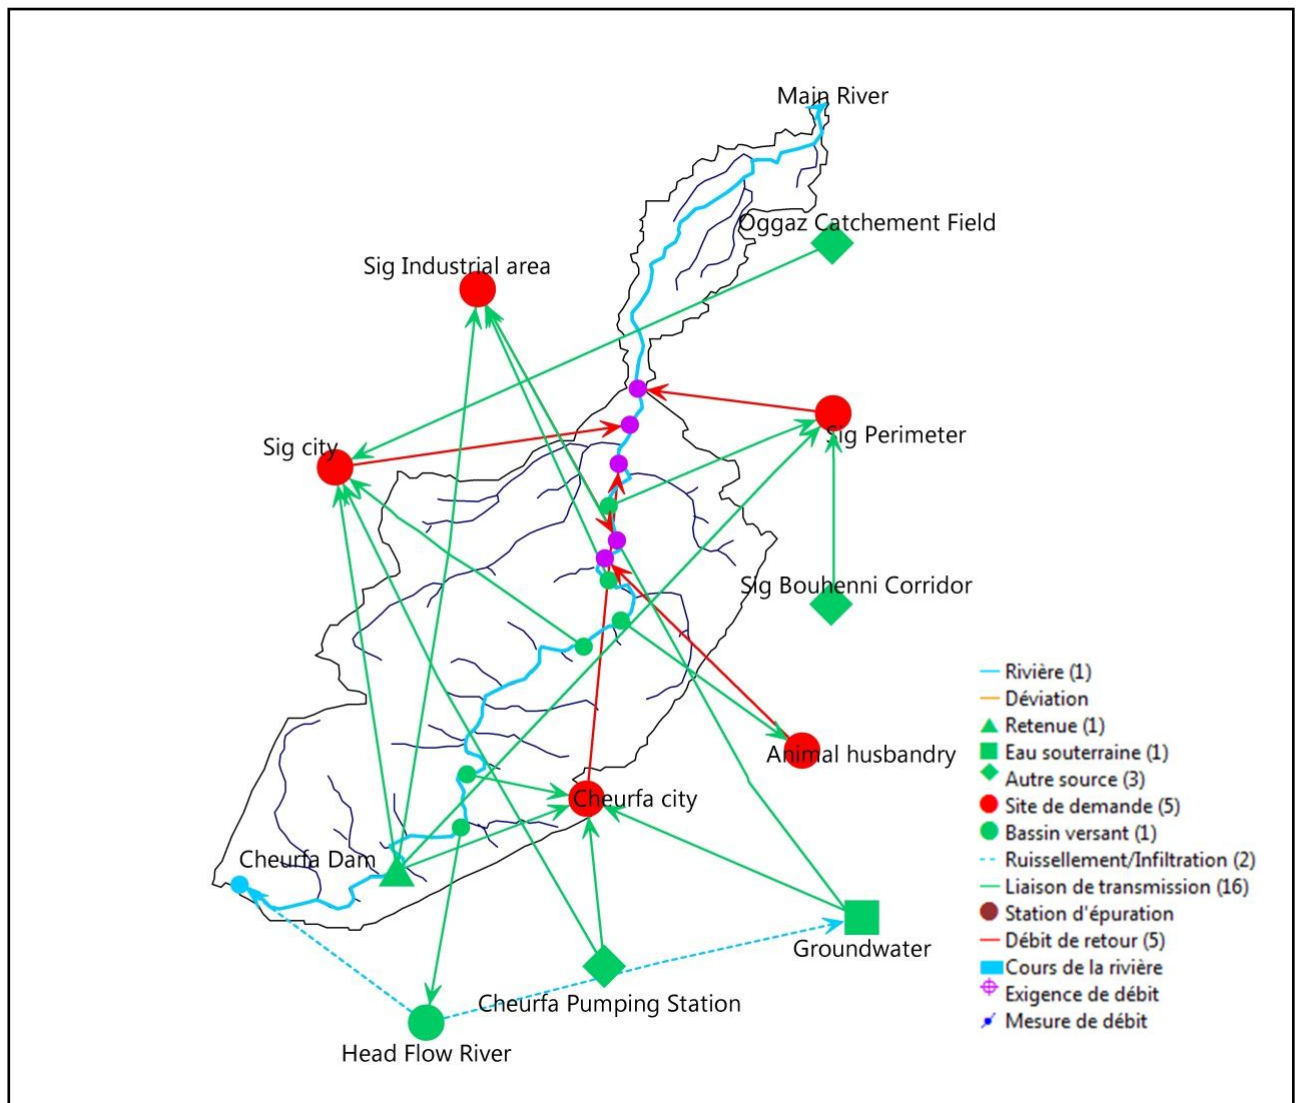 Main River
Oggaz Catchement Field
Sig Industrial area
Sig Perimeter
Sig city
Sig Bouhenni Corridor
Animal husbandry
Cheurfa city
Cheurfa Dam
Groundwater
Cheurfa Pumping Station
Head Flow River
Rivière (1)
Déviation
Retenue (1)
Eau souterraine (1)
Autre source (3)
Site de demande (5)
Bassin versant (1)
Ruissellement/Infiltration (2)
Liaison de transmission (16)
Station d'épuration
Débit de retour (5)
Cours de la rivière
Exigence de débit
Mesure de débit